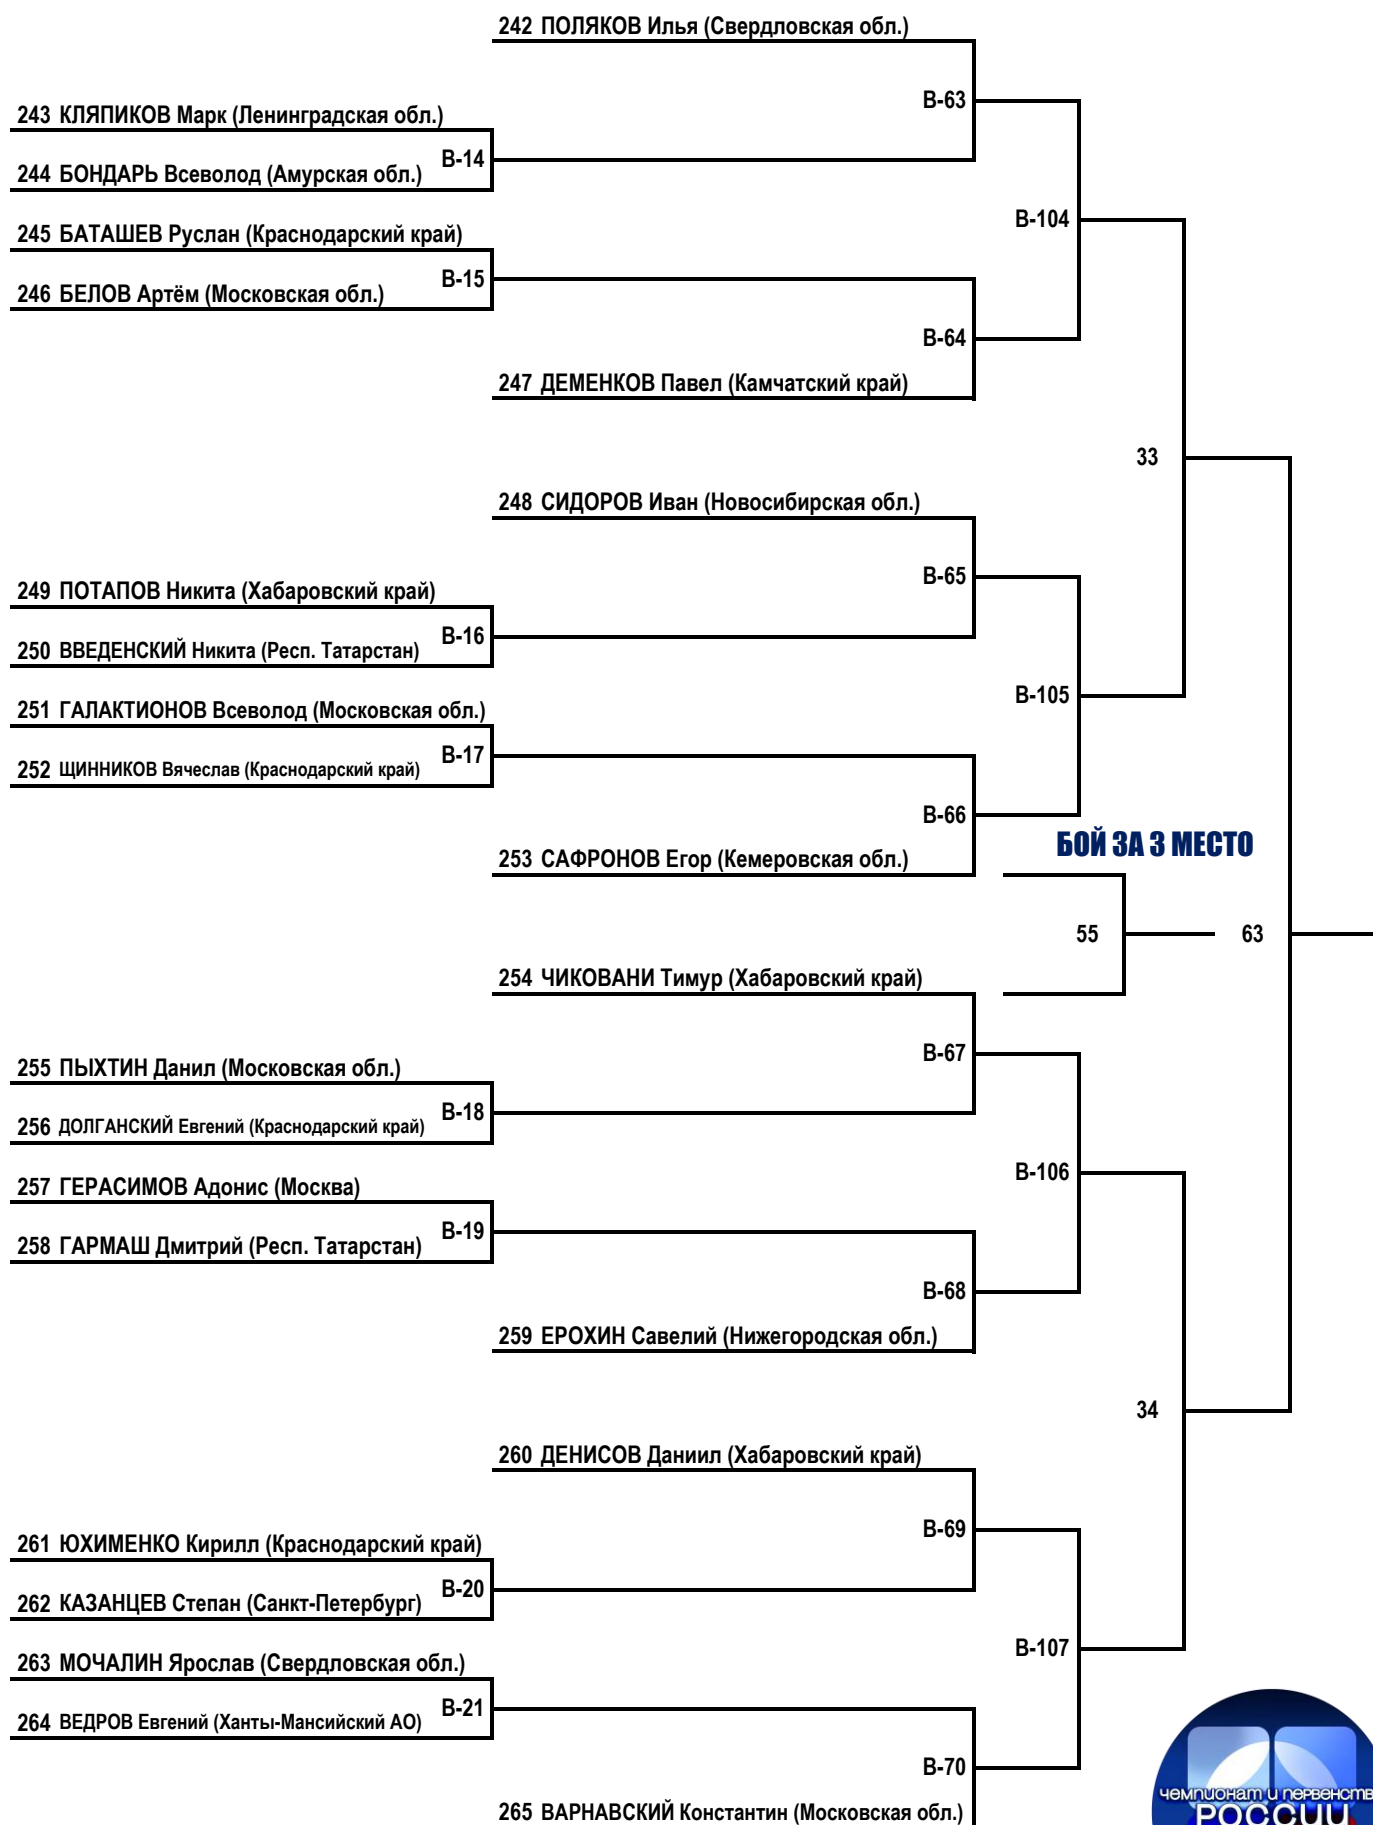 242 ПОЛЯКОВ Илья (Свердловская обл.)
В-63
243 КЛЯПИКОВ Марк (Ленинградская обл.)
В-14
244 БОНДАРЬ Всеволод (Амурская обл.)
В-104
245 БАТАШЕВ Руслан (Краснодарский край)
В-15
246 БЕЛОВ Артём (Московская обл.)
В-64
247 ДЕМЕНКОВ Павел (Камчатский край)
33
248 СИДОРОВ Иван (Новосибирская обл.)
В-65
249 ПОТАПОВ Никита (Хабаровский край)
В-16
250 ВВЕДЕНСКИЙ Никита (Респ. Татарстан)
В-105
251 ГАЛАКТИОНОВ Всеволод (Московская обл.)
В-17
252 ЩИННИКОВ Вячеслав (Краснодарский край)
В-66
БОЙ ЗА 3 МЕСТО
253 САФРОНОВ Егор (Кемеровская обл.)
55
63
254 ЧИКОВАНИ Тимур (Хабаровский край)
В-67
255 ПЫХТИН Данил (Московская обл.)
В-18
256 ДОЛГАНСКИЙ Евгений (Краснодарский край)
В-106
257 ГЕРАСИМОВ Адонис (Москва)
В-19
258 ГАРМАШ Дмитрий (Респ. Татарстан)
В-68
259 ЕРОХИН Савелий (Нижегородская обл.)
34
260 ДЕНИСОВ Даниил (Хабаровский край)
В-69
261 ЮХИМЕНКО Кирилл (Краснодарский край)
В-20
262 КАЗАНЦЕВ Степан (Санкт-Петербург)
В-107
263 МОЧАЛИН Ярослав (Свердловская обл.)
В-21
264 ВЕДРОВ Евгений (Ханты-Мансийский АО)
В-70
265 ВАРНАВСКИЙ Константин (Московская обл.)
чемпионат и первенств
РОССИИ